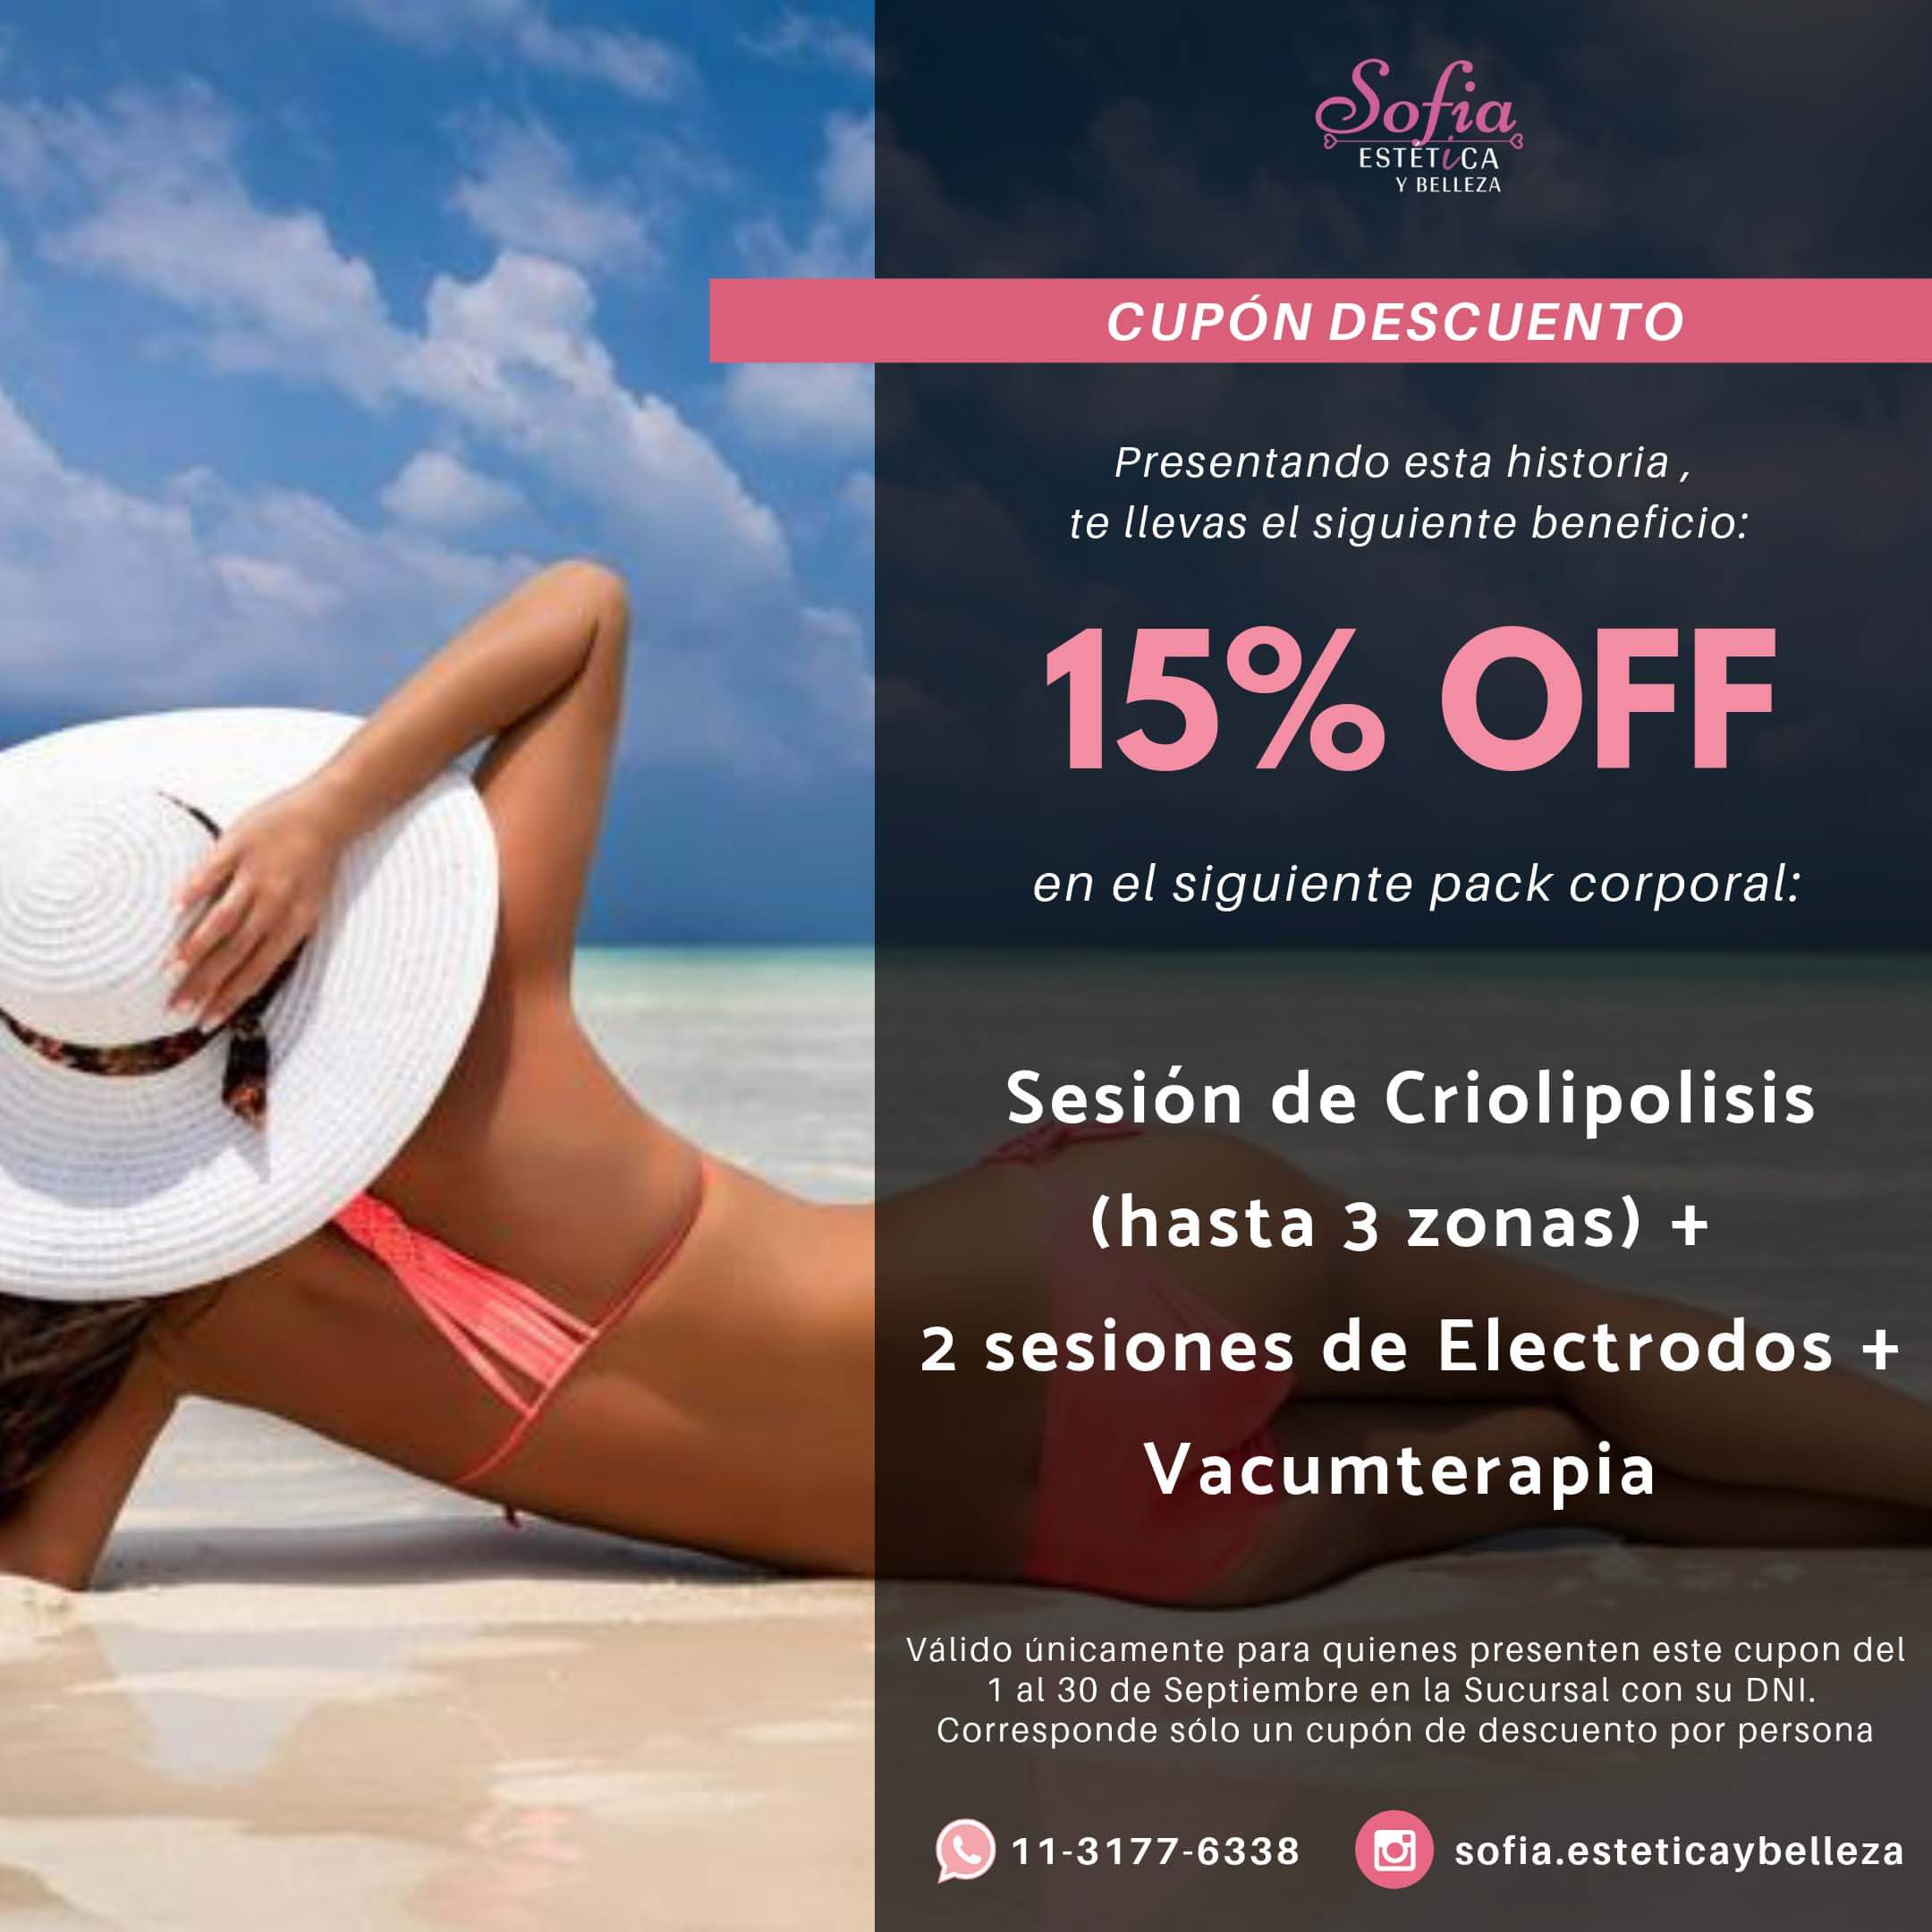 Sofia
ESTÉTiCA
Y BELLEZA
CUPÓN DESCUENTO
Presentando esta historia ,
te llevas el siguiente beneficio:
15% OFF
en el siguiente pack corporal:
Sesión de Criolipolisis
(hasta 3 zonas) +
2 sesiones de Electrodos +
Vacumterapia
Válido únicamente para quienes presenten este cupon del
1 al 30 de Septiembre en la Sucursal con su DNI.
Corresponde sólo un cupón de descuento por persona
11-3177-6338
sofia.esteticaybelleza